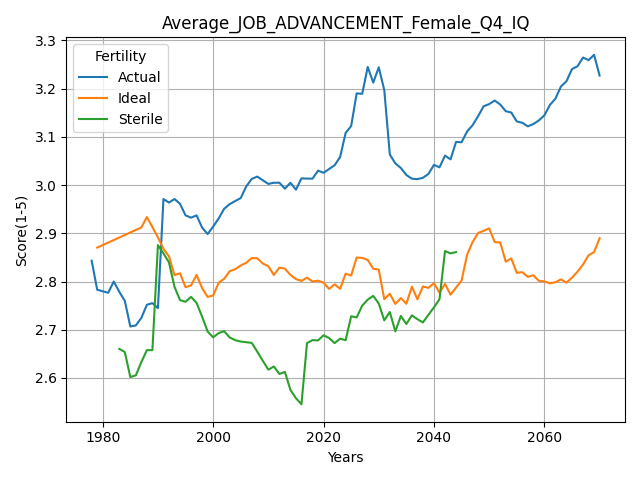 Average_JOB_ADVANCEMENT_Female_Q4_IQ
Fertility
Actual
Ideal
Sterile
Score(1-5)
3.3
3.2
3.1
3.0
2.9
2.8
2.7
2.6
1980 2000 2020 2040 2060
Years